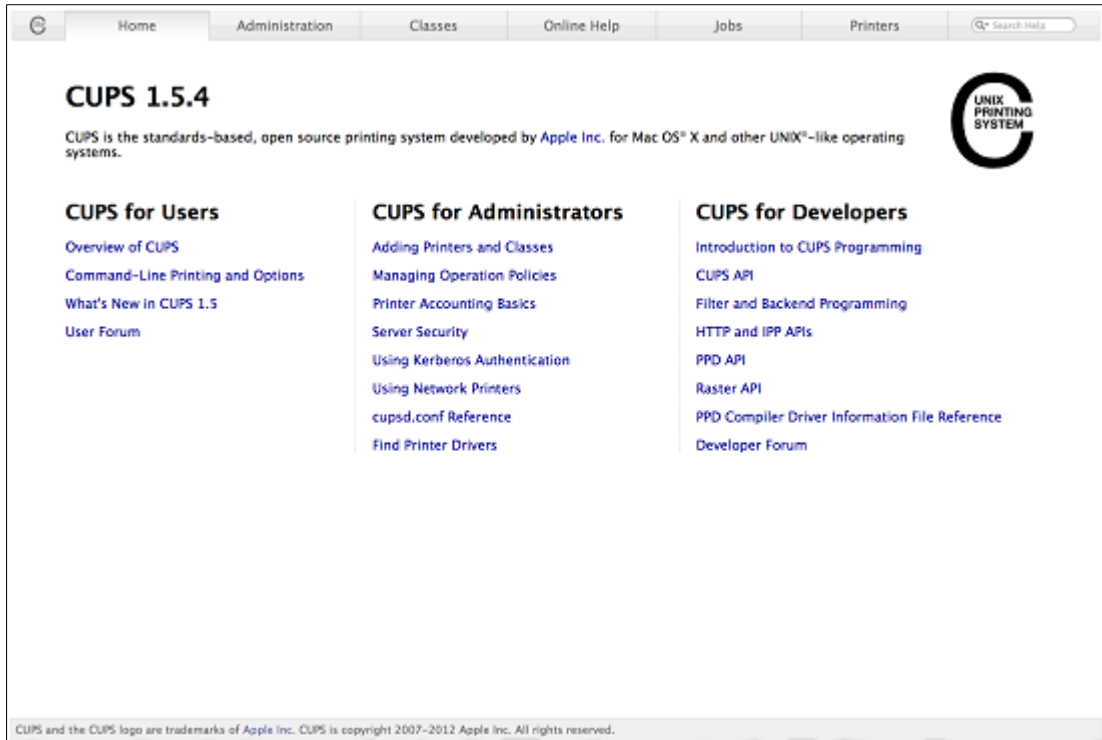 Home Administration Classes Online Help Jobs Printers Search Help
CUPS 1.5.4
UNIX
PRINTING
SYSTEM
CUPS is the standards-based, open source printing system developed by Apple Inc. for Mac OS® X and other UNIX®-like operating
systems.
CUPS for Users
Overview of CUPS
Command-Line Printing and Options
What's New in CUPS 1.5
User Forum
CUPS for Administrators
Adding Printers and Classes
Managing Operation Policies
Printer Accounting Basics
Server Security
Using Kerberos Authentication
Using Network Printers
cupsd.conf Reference
Find Printer Drivers
CUPS for Developers
Introduction to CUPS Programming
CUPS API
Filter and Backend Programming
HTTP and IPP APIs
PPD API
Raster API
PPD Compiler Driver Information File Reference
Developer Forum
CUPS and the CUPS logo are trademarks of Apple Inc. CUPS is copyright 2007-2012 Apple Inc. All rights reserved.